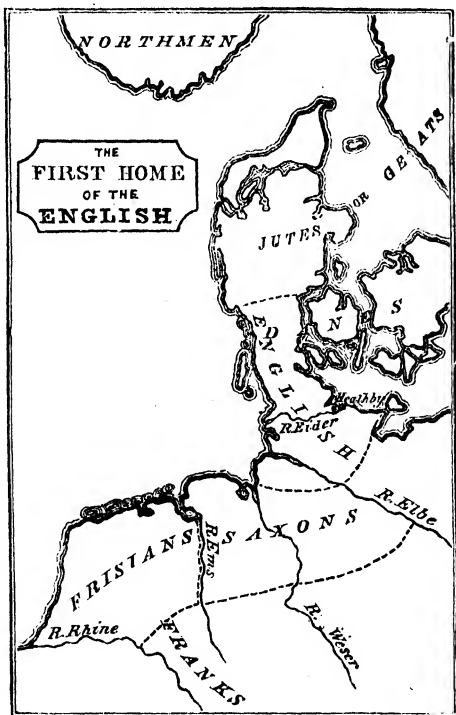 NORTHMEN
THE
FIRST HOME
OF THE
ENGLISH
JUTES OR GEATS
D N S
ENGLISH
Heathby
R.Eider
R.Elbe
SAXONS
FRISIANS
R.Ems
R. Weser
R.Rhine
FRANKS